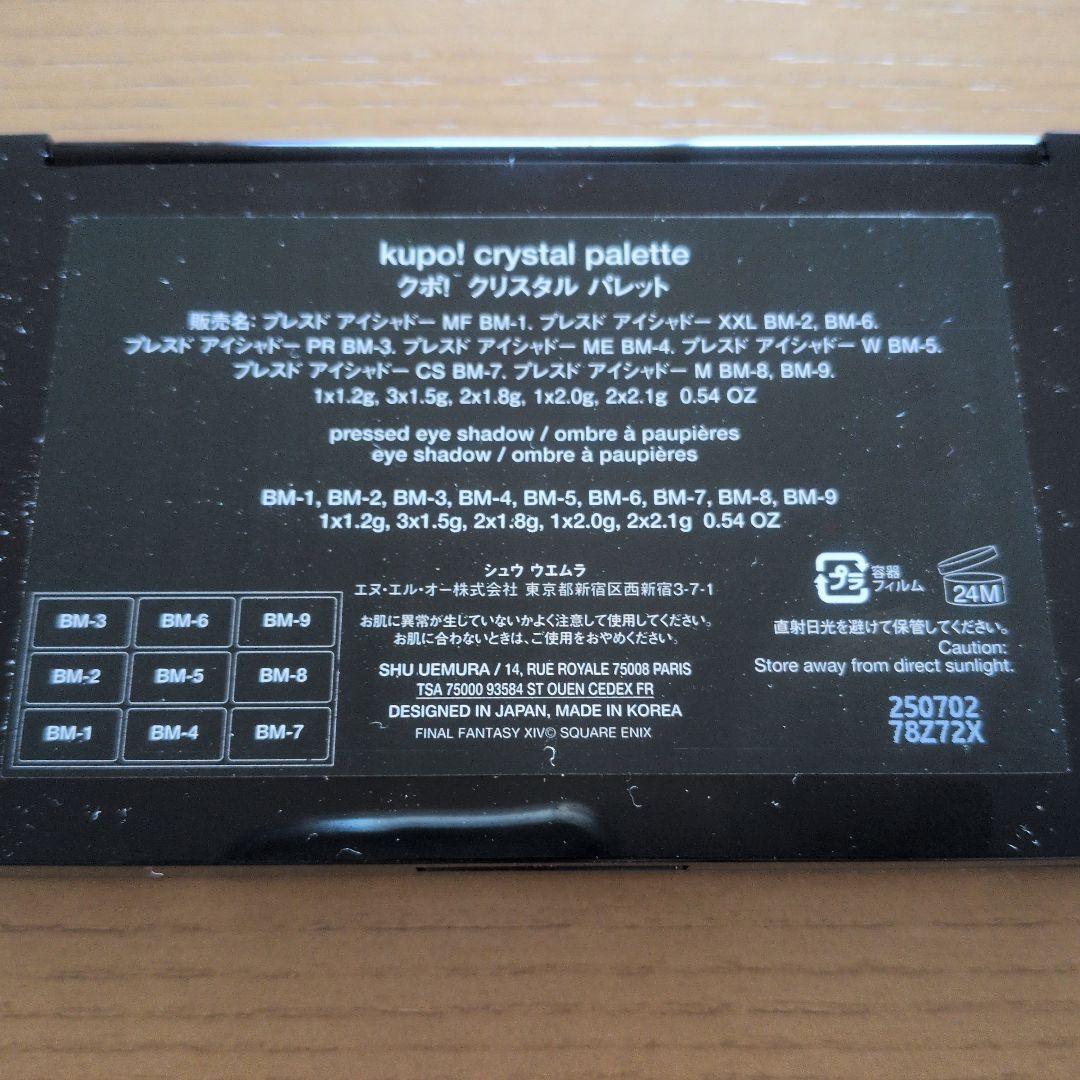 kupo! crystal palette
クポ! クリスタル パレット
販売名: プレスド アイシャドー MF BM-1. プレスド アイシャドー XXL BM-2, BM-6.
プレスド アイシャドー PR BM-3. プレスド アイシャドー ME BM-4. プレスド アイシャドー W BM-5.
プレスド アイシャドー CS BM-7. プレスド アイシャドー M BM-8, BM-9.
1x1.2g, 3x1.5g, 2x1.8g, 1x2.0g, 2x2.1g 0.54 OZ
pressed eye shadow / ombre à paupières
eye shadow / ombre à paupières
BM-1, BM-2, BM-3, BM-4, BM-5, BM-6, BM-7, BM-8, BM-9
1x1.2g, 3x1.5g, 2x1.8g, 1x2.0g, 2x2.1g 0.54 OZ
シュウ ウエムラ
エヌ・エル・オー株式会社 東京都新宿区西新宿3-7-1
お肌に異常が生じていないかよく注意して使用してください。
お肌に合わないときは、ご使用をおやめください。
SHU UEMURA / 14, RUE ROYALE 75008 PARIS
TSA 75000 93584 ST OUEN CEDEX FR
DESIGNED IN JAPAN, MADE IN KOREA
FINAL FANTASY XIV© SQUARE ENIX
BM-3 BM-6 BM-9
BM-2 BM-5 BM-8
BM-1 BM-4 BM-7
プラ 容器
フィルム
24M
直射日光を避けて保管してください。
Caution:
Store away from direct sunlight.
250702
78Z72X